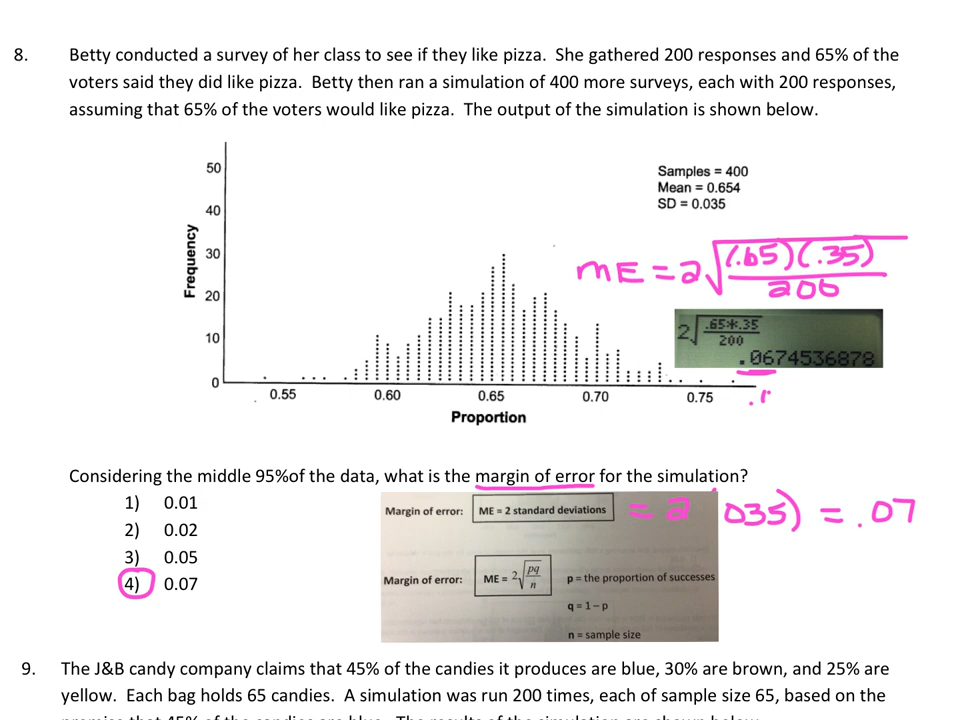 8. Betty conducted a survey of her class to see if they like pizza. She gathered 200 responses and 65% of the
voters said they did like pizza. Betty then ran a simulation of 400 more surveys, each with 200 responses,
assuming that 65% of the voters would like pizza. The output of the simulation is shown below.
50
40
30
20
10
0
Frequency
Samples = 400
Mean = 0.654
SD = 0.035
ME = 2√(.65)(.35)
200
2√.65*.35
200
.0674536878
0.55 0.60 0.65 0.70 0.75
Proportion
Considering the middle 95%of the data, what is the margin of error for the simulation?
1) 0.01
2) 0.02
3) 0.05
4) 0.07
Margin of error: ME = 2 standard deviations = 2 (035) = .07
Margin of error: ME = 2√pq/n p = the proportion of successes
q = 1 – p
n = sample size
9. The J&B candy company claims that 45% of the candies it produces are blue, 30% are brown, and 25% are
yellow. Each bag holds 65 candies. A simulation was run 200 times, each of sample size 65, based on the